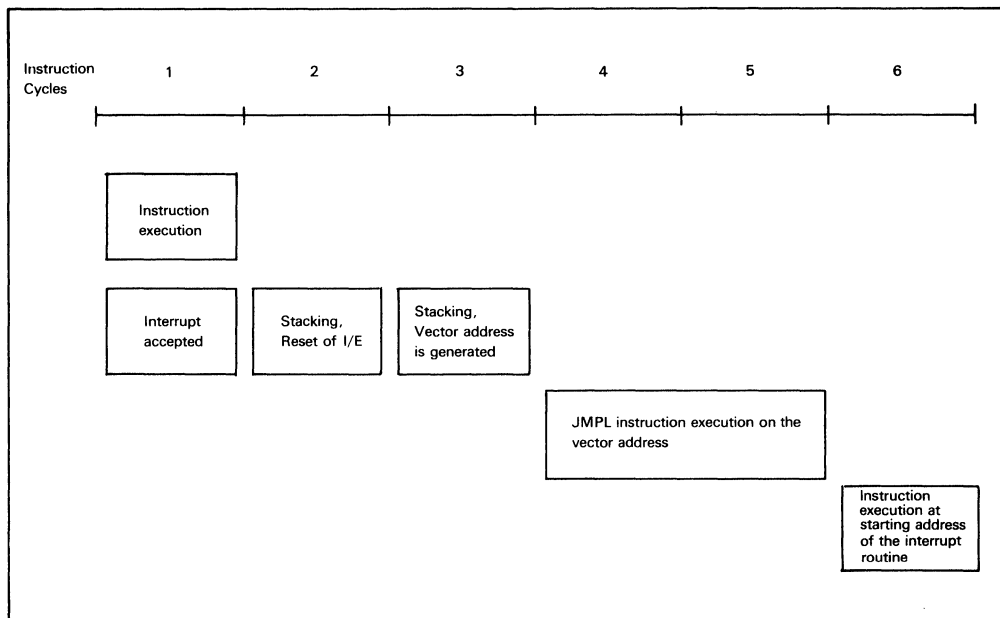 Instruction
Cycles
1 2 3 4 5 6
Instruction
execution
Interrupt
accepted
Stacking,
Reset of I/E
Stacking,
Vector address
is generated
JMPL instruction execution on the
vector address
Instruction
execution at
starting address
of the interrupt
routine